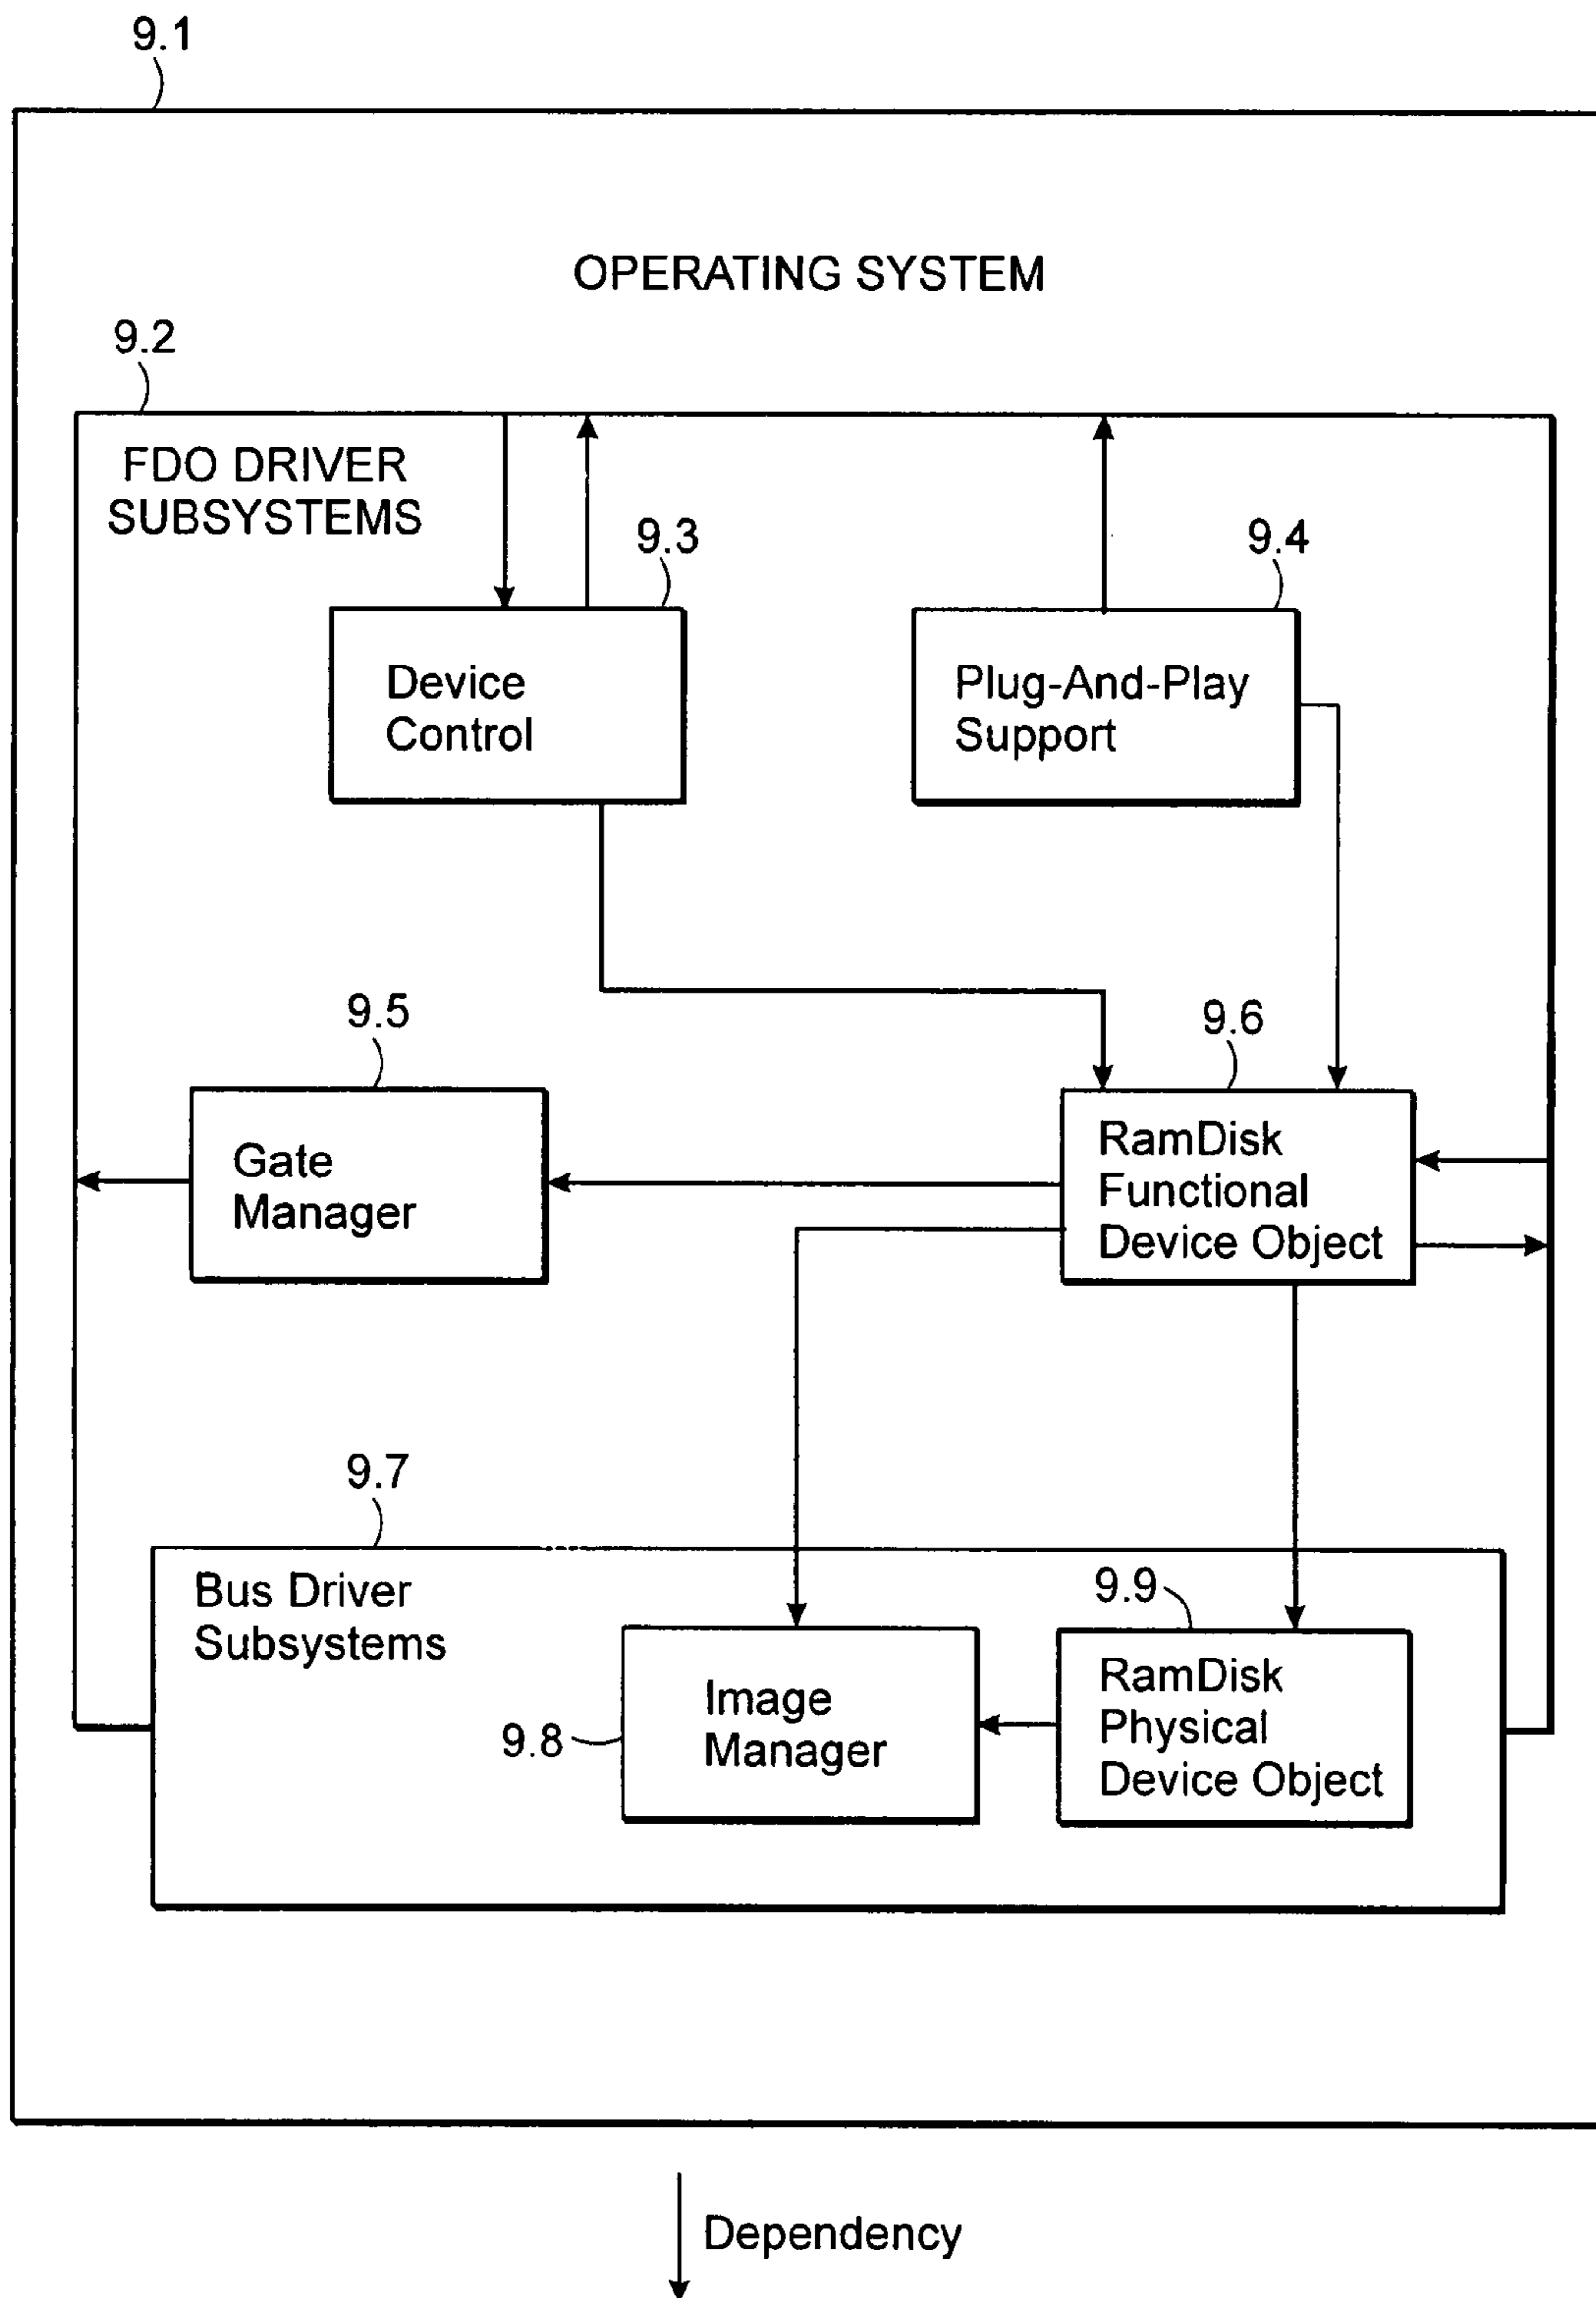 9.1
OPERATING SYSTEM
9.2
FDO DRIVER
SUBSYSTEMS
9.3
9.4
Device
Control
Plug-And-Play
Support
9.5
9.6
Gate
Manager
RamDisk
Functional
Device Object
9.7
Bus Driver
Subsystems
9.9
9.8
Image
Manager
RamDisk
Physical
Device Object
Dependency